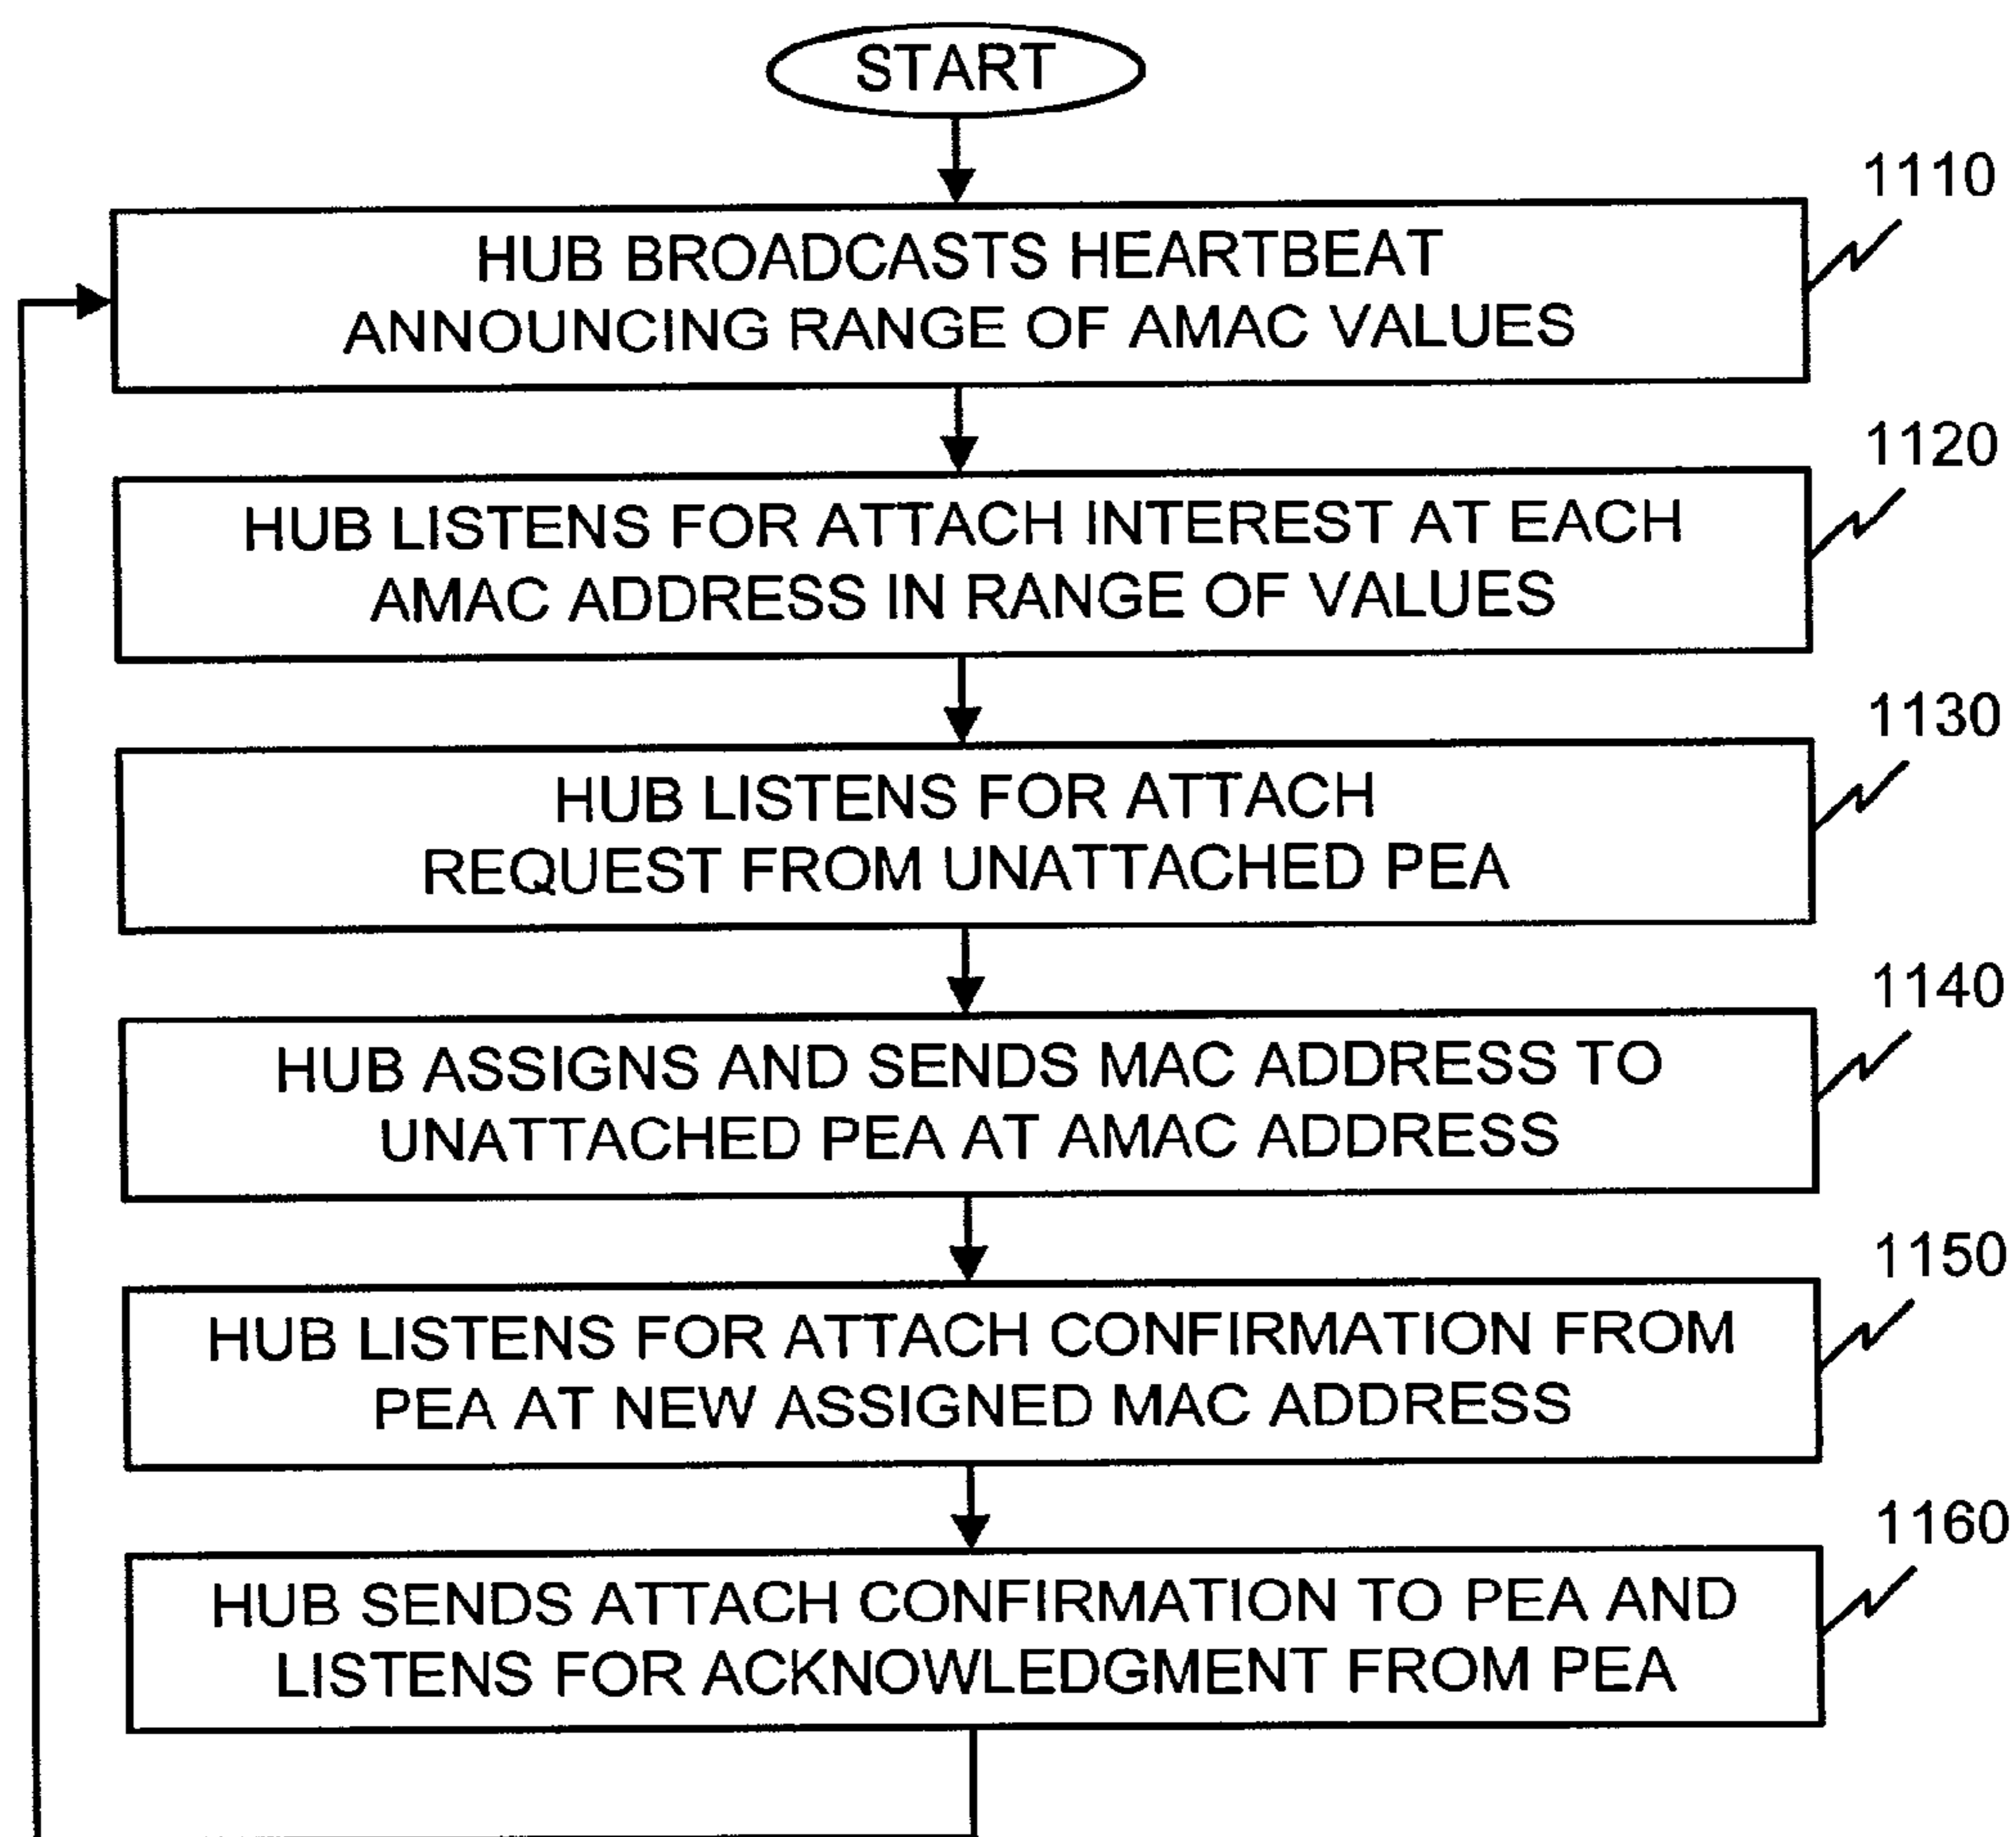 START
1110
HUB BROADCASTS HEARTBEAT
ANNOUNCING RANGE OF AMAC VALUES
1120
HUB LISTENS FOR ATTACH INTEREST AT EACH
AMAC ADDRESS IN RANGE OF VALUES
1130
HUB LISTENS FOR ATTACH
REQUEST FROM UNATTACHED PEA
1140
HUB ASSIGNS AND SENDS MAC ADDRESS TO
UNATTACHED PEA AT AMAC ADDRESS
1150
HUB LISTENS FOR ATTACH CONFIRMATION FROM
PEA AT NEW ASSIGNED MAC ADDRESS
1160
HUB SENDS ATTACH CONFIRMATION TO PEA AND
LISTENS FOR ACKNOWLEDGMENT FROM PEA